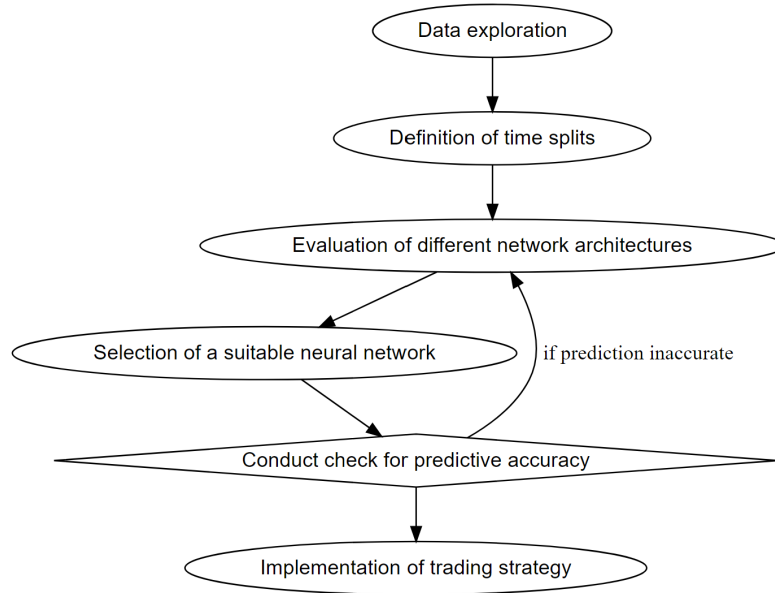 Data exploration
Definition of time splits
Evaluation of different network architectures
Selection of a suitable neural network
if prediction inaccurate
Conduct check for predictive accuracy
Implementation of trading strategy